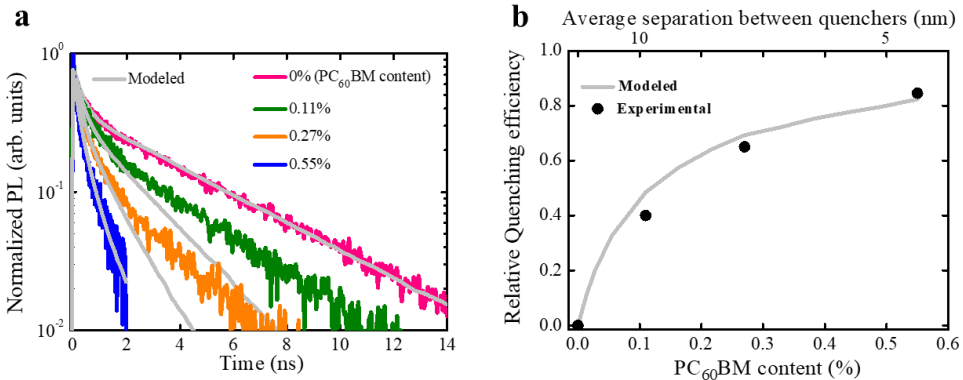 a
Normalized PL (arb. units)
10⁰
10⁻¹
10⁻²
Modeled
0% (PC₆₀BM content)
0.11%
0.27%
0.55%
0 2 4 6 8 10 12 14
Time (ns)
b
Average separation between quenchers (nm)
10 5
Relative Quenching efficiency
1.0
0.8
0.6
0.4
0.2
0.0
Modeled
Experimental
0.0 0.1 0.2 0.3 0.4 0.5 0.6
PC₆₀BM content (%)